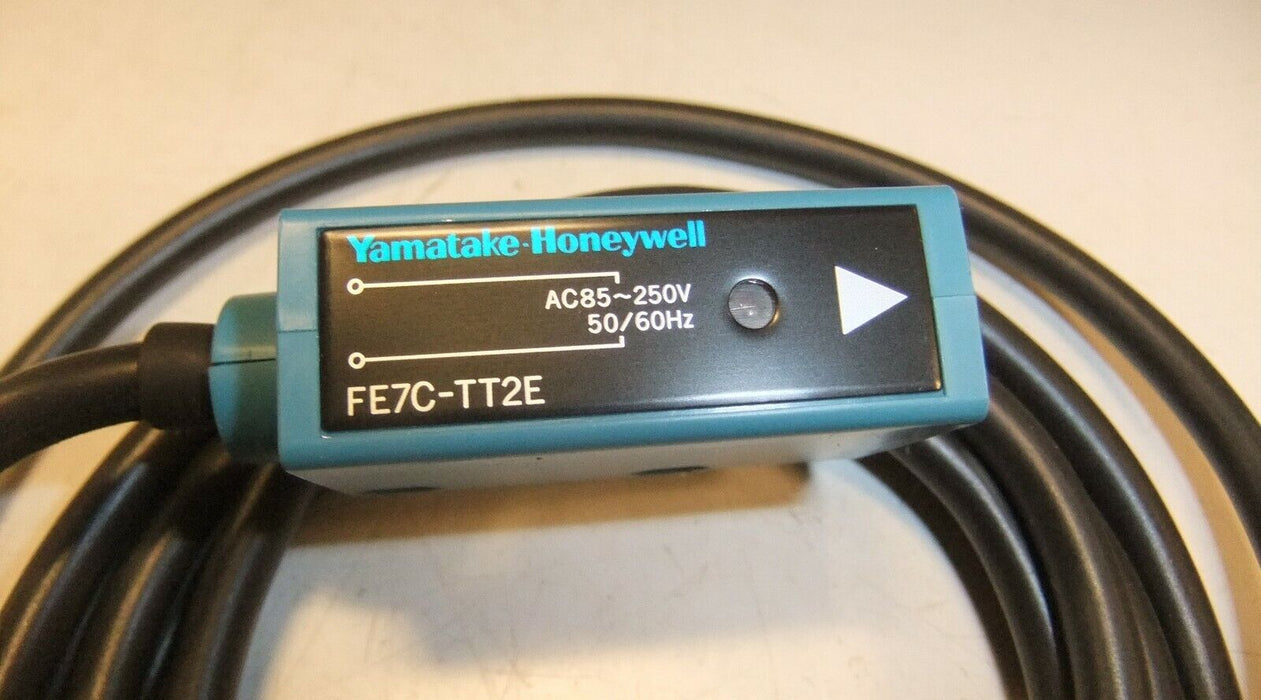 Yamatake-Honeywell
AC85~250V
50/60Hz
FE7C-TT2E